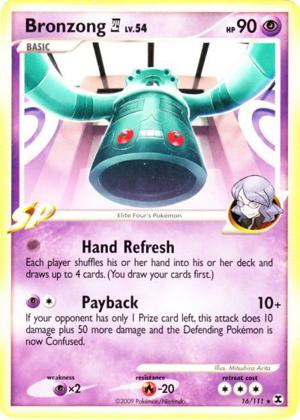 Bronzong 4 LV.54 HP 90
BASIC
SP
Elite Four's Pokémon
Hand Refresh
Each player shuffles his or her hand into his or her deck and
draws up to 4 cards. (You draw your cards first.)
Payback 10+
If your opponent has only 1 Prize card left, this attack does 10
damage plus 50 more damage and the Defending Pokémon is
now Confused.
Illus. Mitsuhiro Arita
weakness resistance retreat cost
×2 -20
©2009 Pokémon/Nintendo 16/111 ★